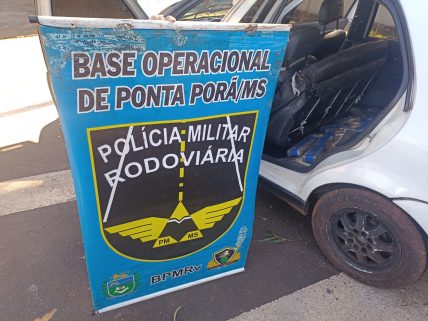 BASE OPERACIONAL
DE PONTA PORÃ/MS
POLÍCIA MILITAR
RODOVIÁRIA
PM MS
BPMRv